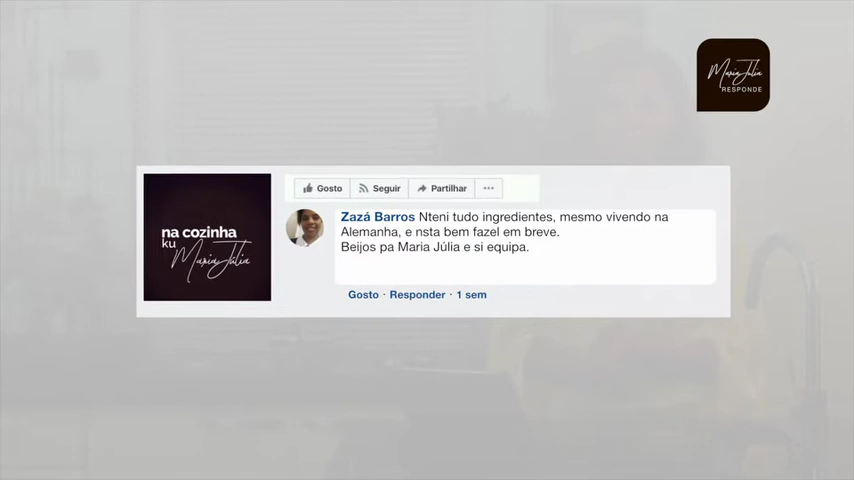 Maria Júlia
RESPONDE
na cozinha
ku
Maria Júlia
Gosto Seguir Partilhar ...
Zazá Barros Nteni tudo ingredientes, mesmo vivendo na
Alemanha, e nsta bem fazel em breve.
Beijos pa Maria Júlia e si equipa.
Gosto · Responder · 1 sem